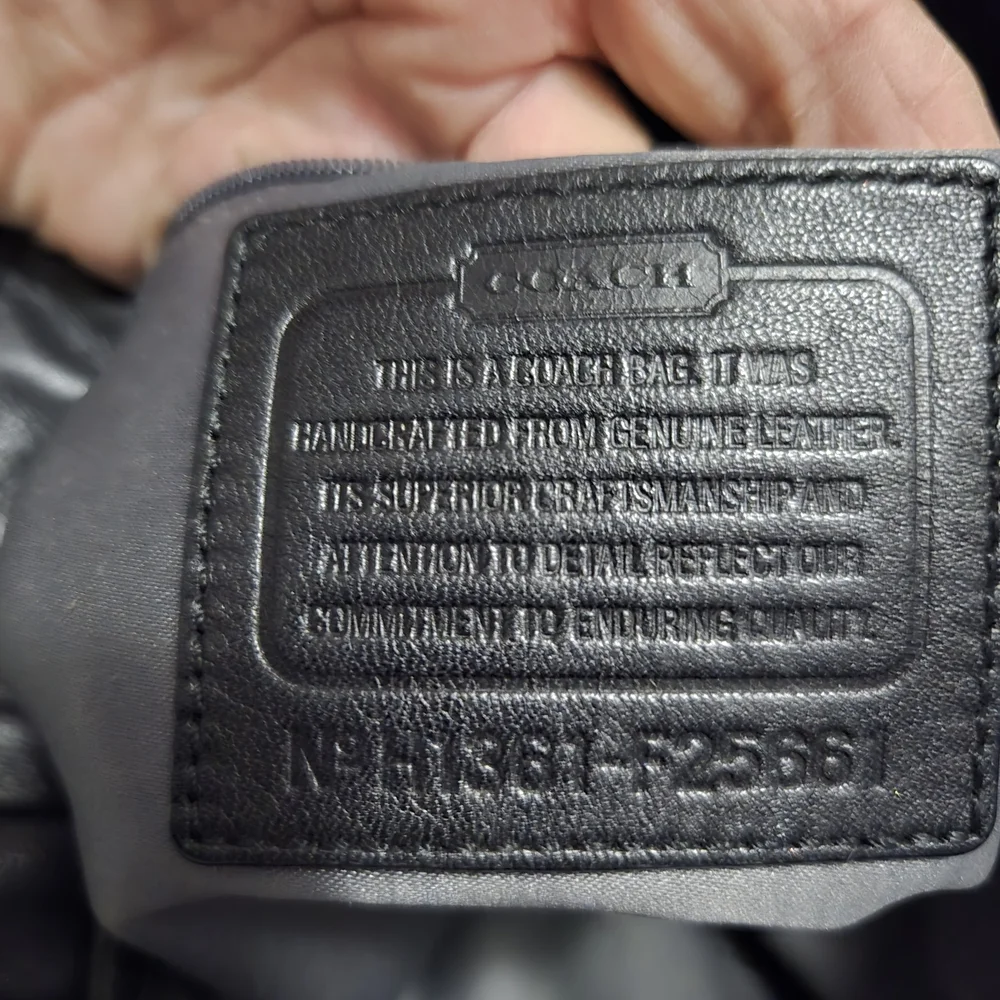 COACH
THIS IS A COACH BAG. IT WAS
HANDCRAFTED FROM GENUINE LEATHER.
ITS SUPERIOR CRAFTSMANSHIP AND
ATTENTION TO DETAIL REFLECT OUR
COMMITMENT TO ENDURING QUALITY.
Nº H1361-F25661